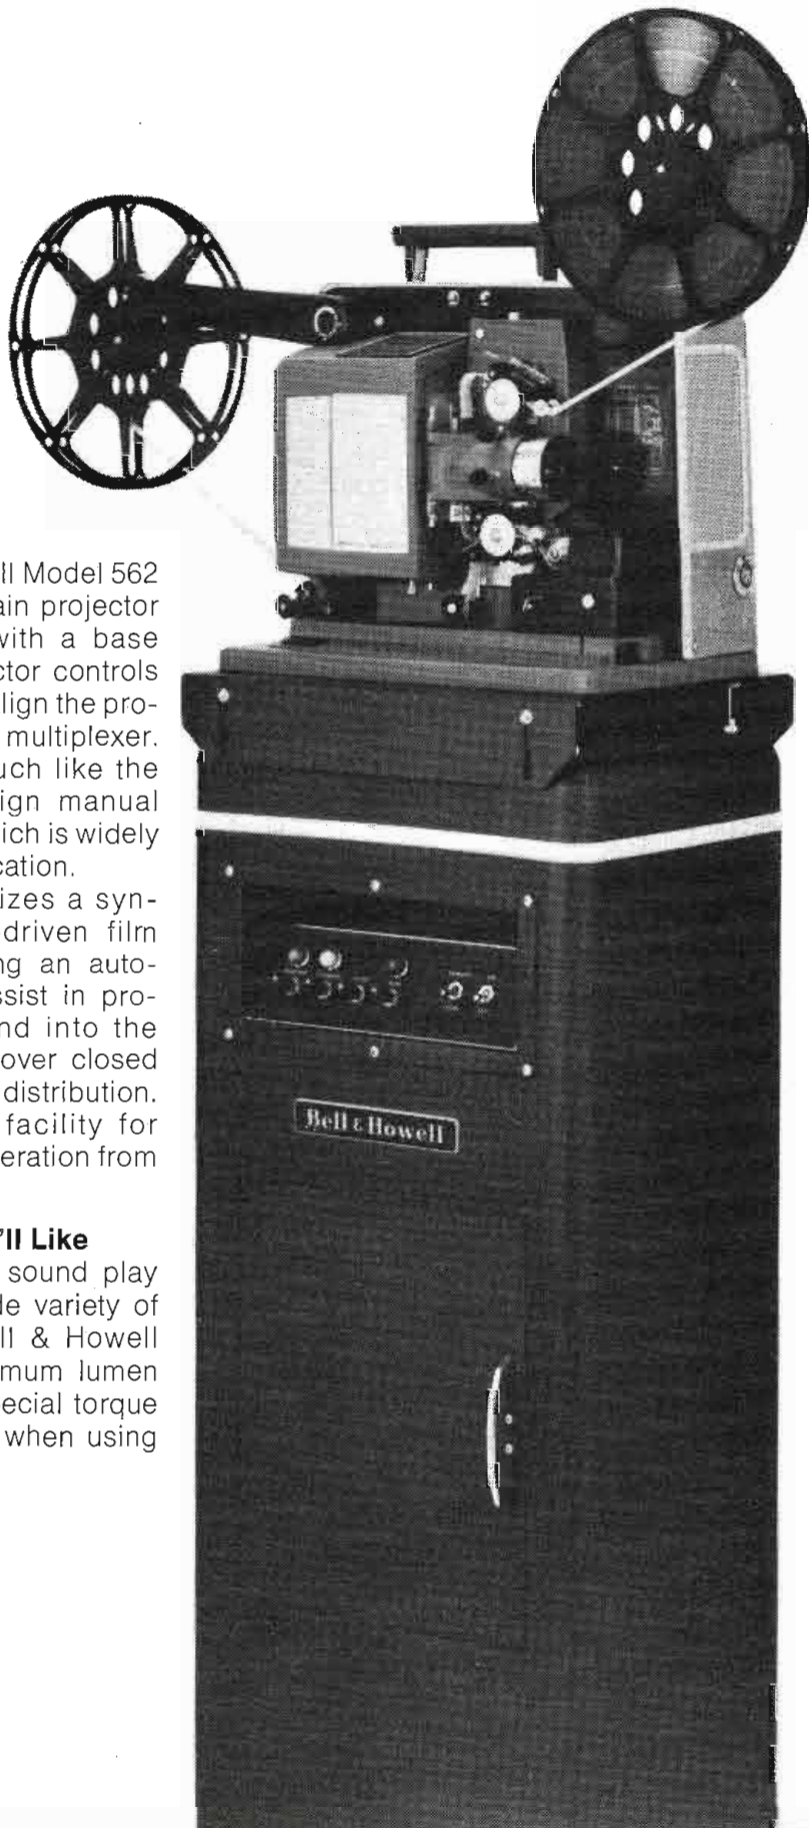 ll Model 562
ain projector
with a base
ctor controls
lign the pro-
multiplexer.
uch like the
ign manual
ich is widely
cation.
izes a syn-
driven film
ng an auto-
ssist in pro-
nd into the
over closed
distribution.
facility for
eration from
'll Like
sound play
de variety of
ll & Howell
mum lumen
ecial torque
when using
Bell & Howell